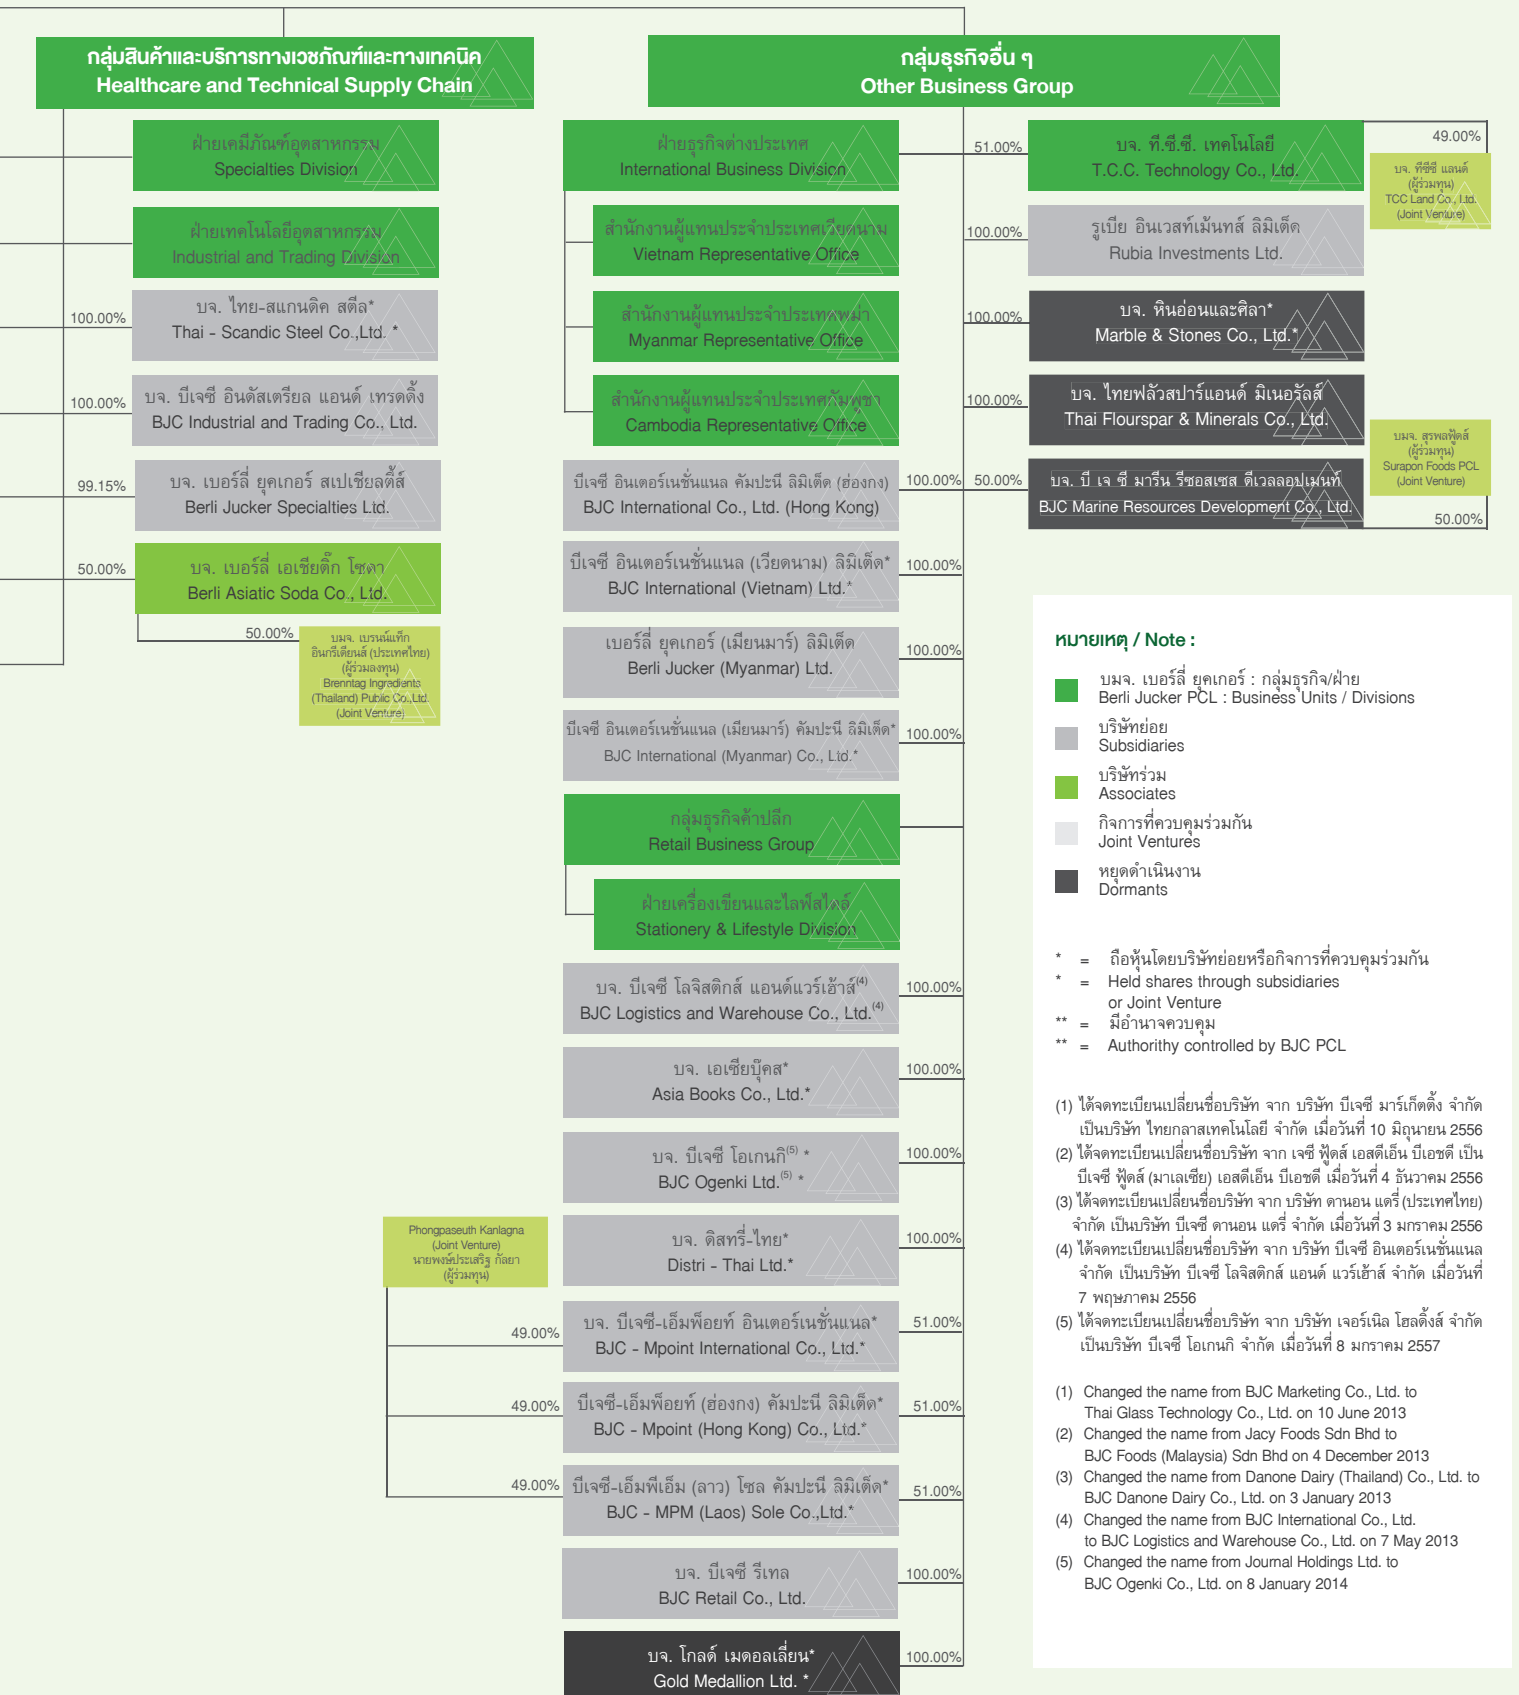 กลุ่มสินค้าและบริการทางเวชภัณฑ์และทางเทคนิค
Healthcare and Technical Supply Chain
ฝ่ายเคมีภัณฑ์อุตสาหกรรม
Specialties Division
ฝ่ายเทคโนโลยีอุตสาหกรรม
Industrial and Trading Division
100.00%
บจ. ไทย-สแกนดิค สตีล*
Thai - Scandic Steel Co.,Ltd. *
100.00%
บจ. บีเจซี อินดัสเตรียล แอนด์ เทรดดิ้ง
BJC Industrial and Trading Co., Ltd.
99.15%
บจ. เบอร์ลี่ ยุคเกอร์ สเปเชียลตี้ส์
Berli Jucker Specialties Ltd.
50.00%
บจ. เบอร์ลี่ เอเชียติ๊ก โซดา
Berli Asiatic Soda Co., Ltd.
50.00%
บมจ. เบรนน์แท็ก
อินกรีเดียนส์ (ประเทศไทย)
(ผู้ร่วมลงทุน)
Brenntag Ingredients
(Thailand) Public Co.,Ltd.
(Joint Venture)
กลุ่มธุรกิจอื่น ๆ
Other Business Group
ฝ่ายธุรกิจต่างประเทศ
International Business Division
สำนักงานผู้แทนประจำประเทศเวียดนาม
Vietnam Representative Office
สำนักงานผู้แทนประจำประเทศพม่า
Myanmar Representative Office
สำนักงานผู้แทนประจำประเทศกัมพูชา
Cambodia Representative Office
บีเจซี อินเตอร์เนชั่นแนล คัมปะนี ลิมิเต็ด (ฮ่องกง)
BJC International Co., Ltd. (Hong Kong)
100.00%
บีเจซี อินเตอร์เนชั่นแนล (เวียดนาม) ลิมิเต็ด*
BJC International (Vietnam) Ltd.*
100.00%
เบอร์ลี่ ยุคเกอร์ (เมียนมาร์) ลิมิเต็ด
Berli Jucker (Myanmar) Ltd.
100.00%
บีเจซี อินเตอร์เนชั่นแนล (เมียนมาร์) คัมปะนี ลิมิเต็ด*
BJC International (Myanmar) Co., Ltd.*
100.00%
กลุ่มธุรกิจค้าปลีก
Retail Business Group
ฝ่ายเครื่องเขียนและไลฟ์สไตล์
Stationery & Lifestyle Division
บจ. บีเจซี โลจิสติกส์ แอนด์แวร์เฮ้าส์(4)
BJC Logistics and Warehouse Co., Ltd.(4)
100.00%
บจ. เอเซียบุ๊คส*
Asia Books Co., Ltd.*
100.00%
บจ. บีเจซี โอเกนกิ(5) *
BJC Ogenki Ltd.(5) *
100.00%
บจ. ดิสทรี่-ไทย*
Distri - Thai Ltd.*
100.00%
Phongpaseuth Kanlagna
(Joint Venture)
นายพงษ์ประเสริฐ กัลยา
(ผู้ร่วมทุน)
49.00%
บจ. บีเจซี-เอ็มพ็อยท์ อินเตอร์เนชั่นแนล*
BJC - Mpoint International Co., Ltd.*
51.00%
49.00%
บีเจซี-เอ็มพ็อยท์ (ฮ่องกง) คัมปะนี ลิมิเต็ด*
BJC - Mpoint (Hong Kong) Co., Ltd.*
51.00%
49.00%
บีเจซี-เอ็มพีเอ็ม (ลาว) โซล คัมปะนี ลิมิเต็ด*
BJC - MPM (Laos) Sole Co.,Ltd.*
51.00%
บจ. บีเจซี รีเทล
BJC Retail Co., Ltd.
100.00%
บจ. โกลด์ เมดอลเลี่ยน*
Gold Medallion Ltd. *
100.00%
51.00%
บจ. ที.ซี.ซี. เทคโนโลยี
T.C.C. Technology Co., Ltd.
49.00%
บจ. ทีซีซี แลนด์
(ผู้ร่วมทุน)
TCC Land Co., Ltd.
(Joint Venture)
100.00%
รูเบีย อินเวสท์เม้นทส์ ลิมิเต็ด
Rubia Investments Ltd.
100.00%
บจ. หินอ่อนและศิลา*
Marble & Stones Co., Ltd.*
100.00%
บจ. ไทยฟลัวสปาร์แอนด์ มิเนอรัลส์
Thai Flourspar & Minerals Co., Ltd.
50.00%
บจ. บี เจ ซี มารีน รีซอสเซส ดีเวลลอปเมนท์
BJC Marine Resources Development Co., Ltd.
บมจ. สุรพลฟู้ดส์
(ผู้ร่วมทุน)
Surapon Foods PCL
(Joint Venture)
50.00%
หมายเหตุ / Note :
บมจ. เบอร์ลี่ ยุคเกอร์ : กลุ่มธุรกิจ/ฝ่าย
Berli Jucker PCL : Business Units / Divisions
บริษัทย่อย
Subsidiaries
บริษัทร่วม
Associates
กิจการที่ควบคุมร่วมกัน
Joint Ventures
หยุดดำเนินงาน
Dormants
* = ถือหุ้นโดยบริษัทย่อยหรือกิจการที่ควบคุมร่วมกัน
* = Held shares through subsidiaries
or Joint Venture
** = มีอำนาจควบคุม
** = Authorithy controlled by BJC PCL
(1) ได้จดทะเบียนเปลี่ยนชื่อบริษัท จาก บริษัท บีเจซี มาร์เก็ตติ้ง จำกัด
เป็นบริษัท ไทยกลาสเทคโนโลยี จำกัด เมื่อวันที่ 10 มิถุนายน 2556
(2) ได้จดทะเบียนเปลี่ยนชื่อบริษัท จาก เจซี ฟู้ดส์ เอสดีเอ็น บีเอชดี เป็น
บีเจซี ฟู้ดส์ (มาเลเซีย) เอสดีเอ็น บีเอชดี เมื่อวันที่ 4 ธันวาคม 2556
(3) ได้จดทะเบียนเปลี่ยนชื่อบริษัท จาก บริษัท ดานอน แดรี่ (ประเทศไทย)
จำกัด เป็นบริษัท บีเจซี ดานอน แดรี่ จำกัด เมื่อวันที่ 3 มกราคม 2556
(4) ได้จดทะเบียนเปลี่ยนชื่อบริษัท จาก บริษัท บีเจซี อินเตอร์เนชั่นแนล
จำกัด เป็นบริษัท บีเจซี โลจิสติกส์ แอนด์ แวร์เฮ้าส์ จำกัด เมื่อวันที่
7 พฤษภาคม 2556
(5) ได้จดทะเบียนเปลี่ยนชื่อบริษัท จาก บริษัท เจอร์เนิล โฮลดิ้งส์ จำกัด
เป็นบริษัท บีเจซี โอเกนกิ จำกัด เมื่อวันที่ 8 มกราคม 2557
(1) Changed the name from BJC Marketing Co., Ltd. to
Thai Glass Technology Co., Ltd. on 10 June 2013
(2) Changed the name from Jacy Foods Sdn Bhd to
BJC Foods (Malaysia) Sdn Bhd on 4 December 2013
(3) Changed the name from Danone Dairy (Thailand) Co., Ltd. to
BJC Danone Dairy Co., Ltd. on 3 January 2013
(4) Changed the name from BJC International Co., Ltd.
to BJC Logistics and Warehouse Co., Ltd. on 7 May 2013
(5) Changed the name from Journal Holdings Ltd. to
BJC Ogenki Co., Ltd. on 8 January 2014